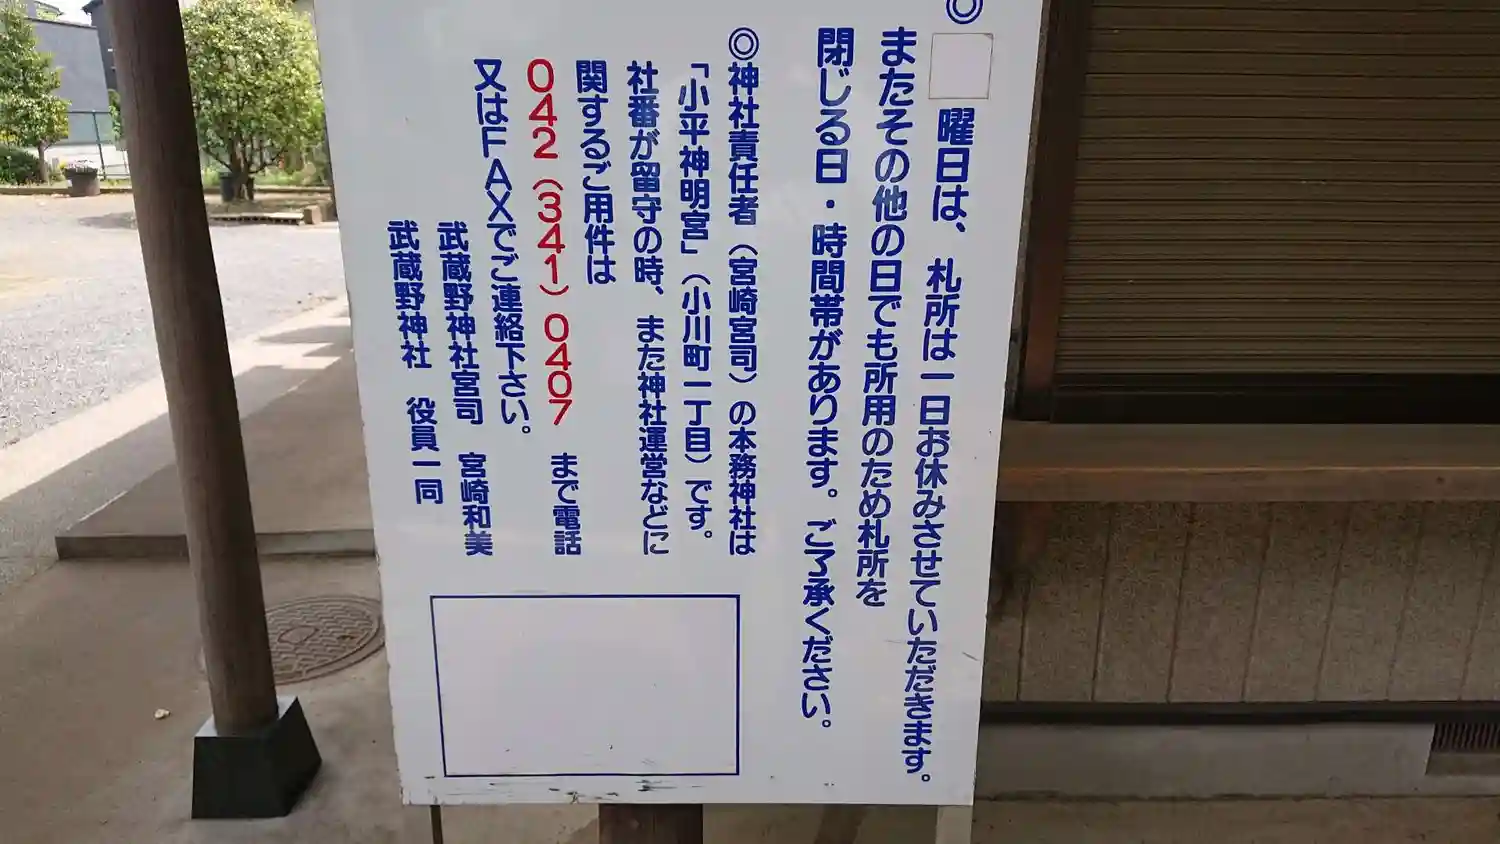 ◎□曜日は、札所は一日お休みさせていただきます。
またその他の日でも所用のため札所を
閉じる日・時間帯があります。ご了承ください。
◎神社責任者（宮崎宮司）の本務神社は
「小平神明宮」（小川町一丁目）です。
社番が留守の時、また神社運営などに
関するご用件は
042（341）0407 まで電話
又はFAXでご連絡下さい。
武蔵野神社宮司 宮崎和美
武蔵野神社 役員一同